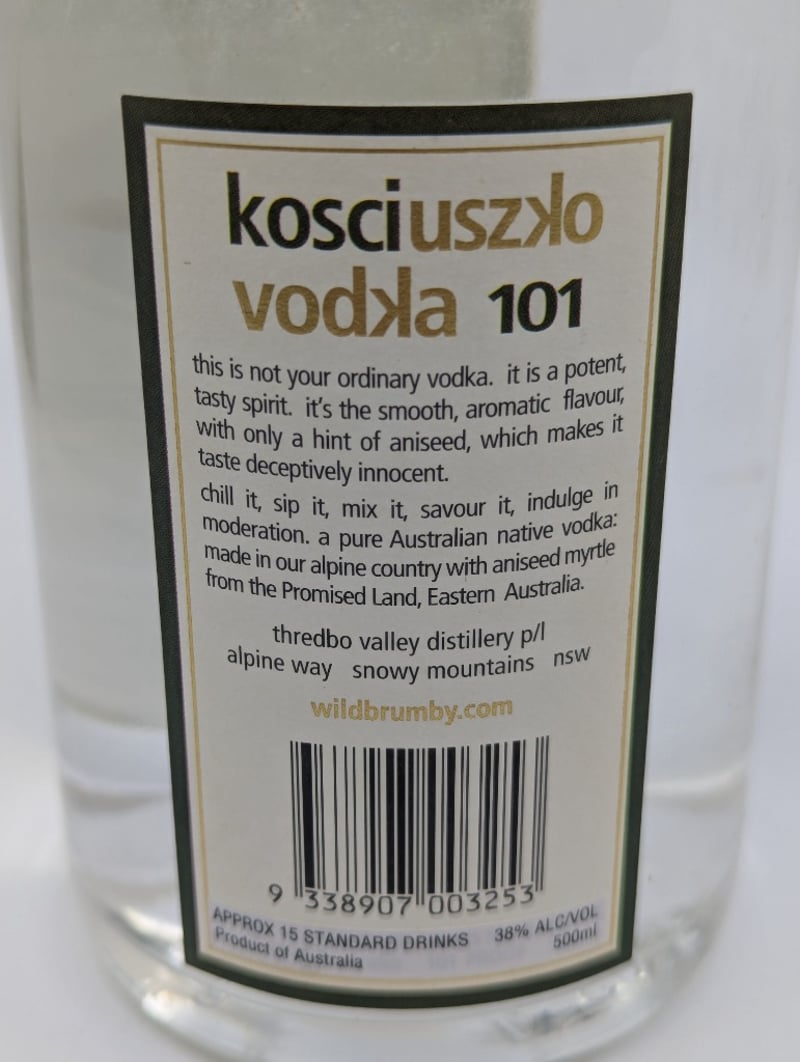 kosciuszko
vodka 101
this is not your ordinary vodka. it is a potent,
tasty spirit. it's the smooth, aromatic flavour,
with only a hint of aniseed, which makes it
taste deceptively innocent.
chill it, sip it, mix it, savour it, indulge in
moderation. a pure Australian native vodka:
made in our alpine country with aniseed myrtle
from the Promised Land, Eastern Australia.
thredbo valley distillery p/l
alpine way snowy mountains nsw
wildbrumby.com
9 338907 003253
APPROX 15 STANDARD DRINKS 38% ALC/VOL
Product of Australia 500ml